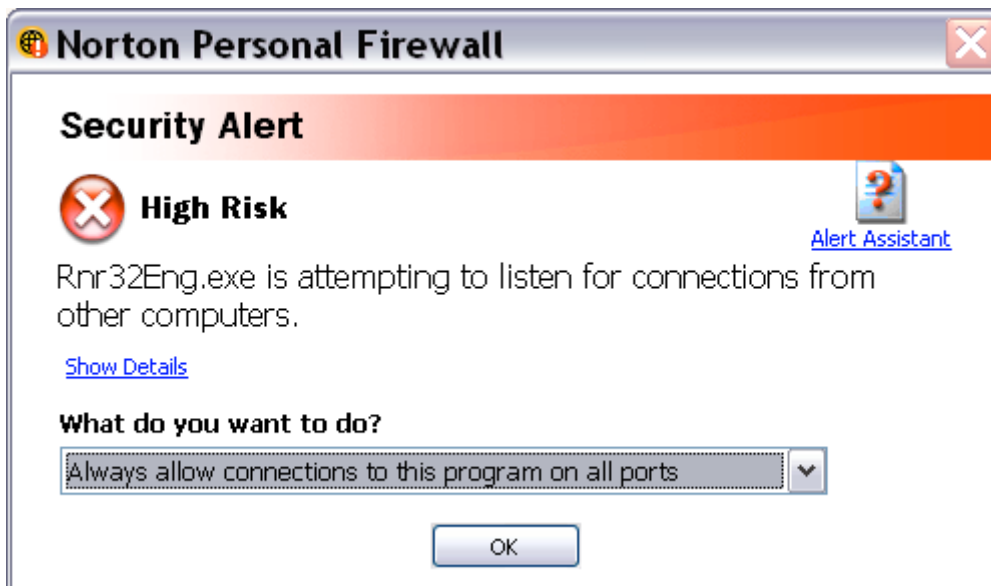 Norton Personal Firewall
Security Alert
High Risk
Alert Assistant
Rnr32Eng.exe is attempting to listen for connections from
other computers.
Show Details
What do you want to do?
Always allow connections to this program on all ports
OK